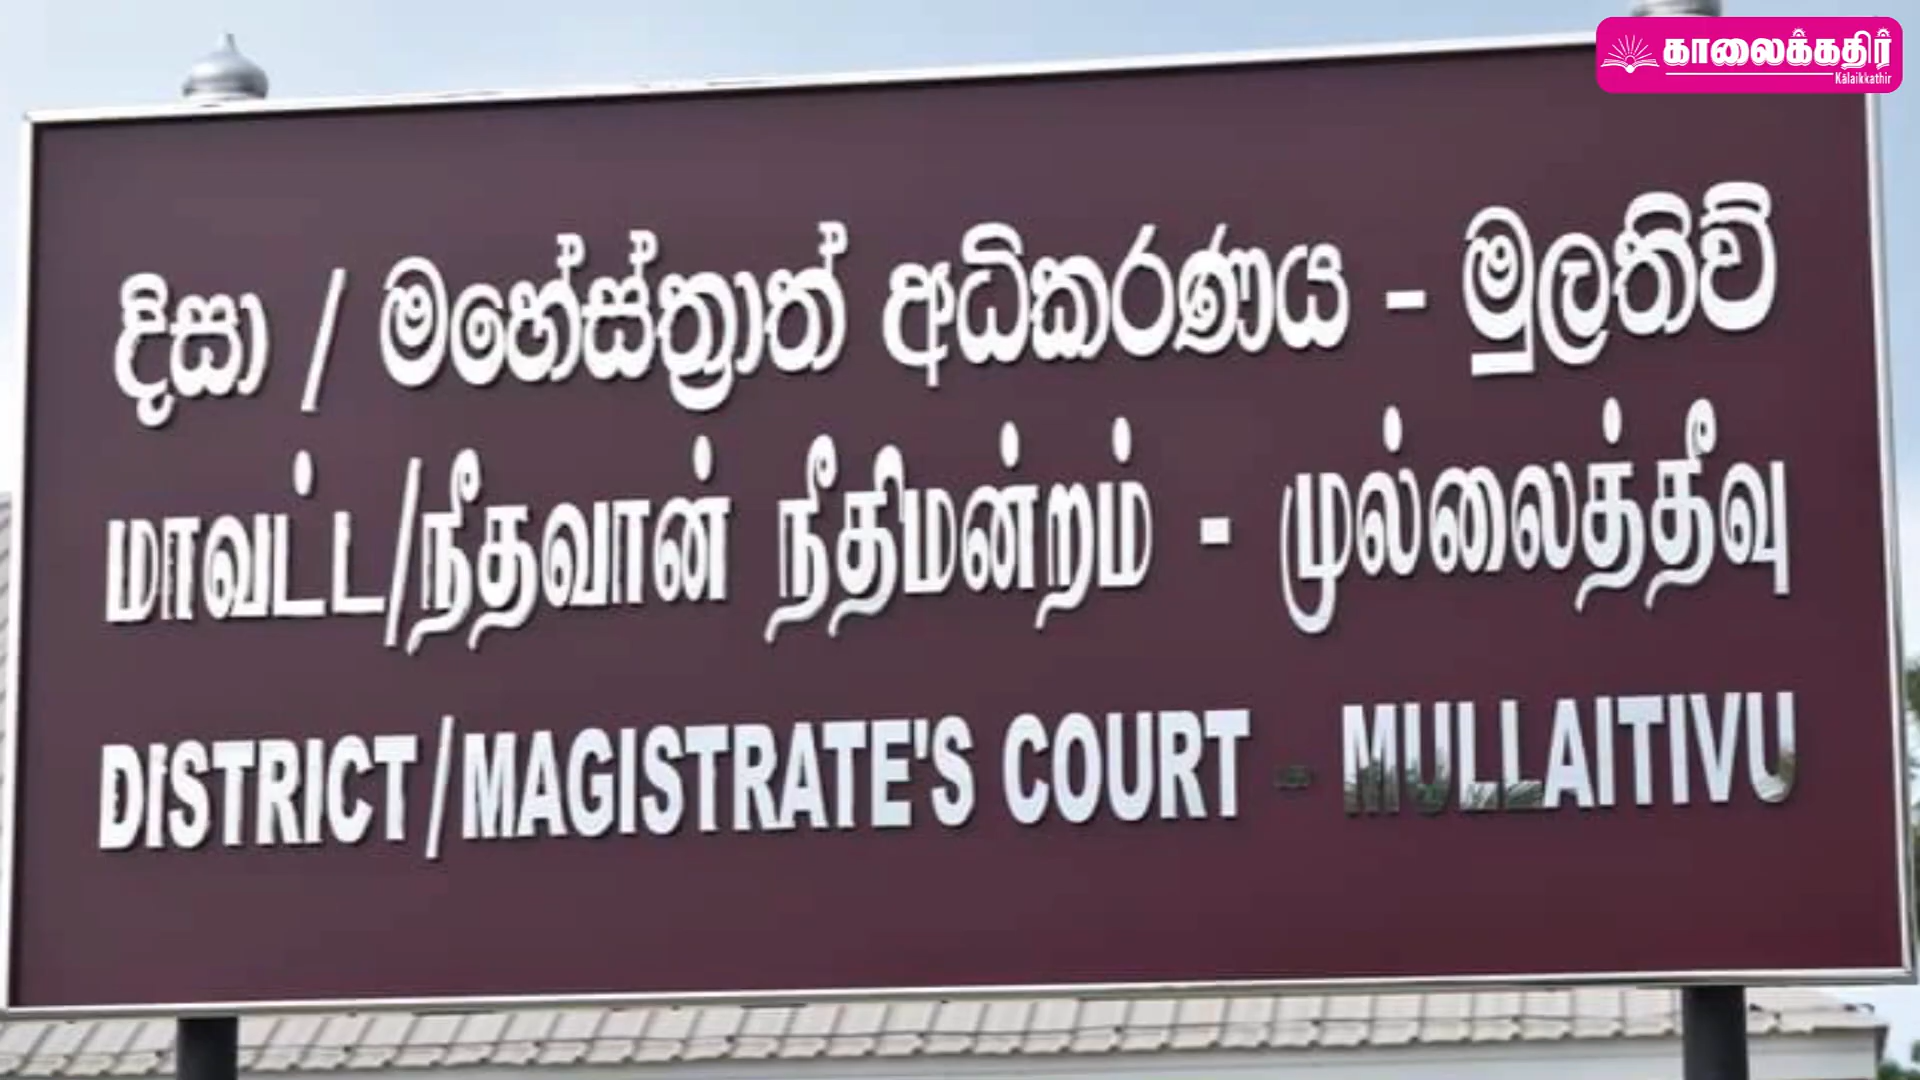 காலைக்கதிர்
Kalaikkathir
දිසා / මහේස්ත්‍රාත් අධිකරණය - මුලතිව්
மாவட்ட/நீதவான் நீதிமன்றம் - முல்லைத்தீவு
DISTRICT/MAGISTRATE'S COURT - MULLAITIVU